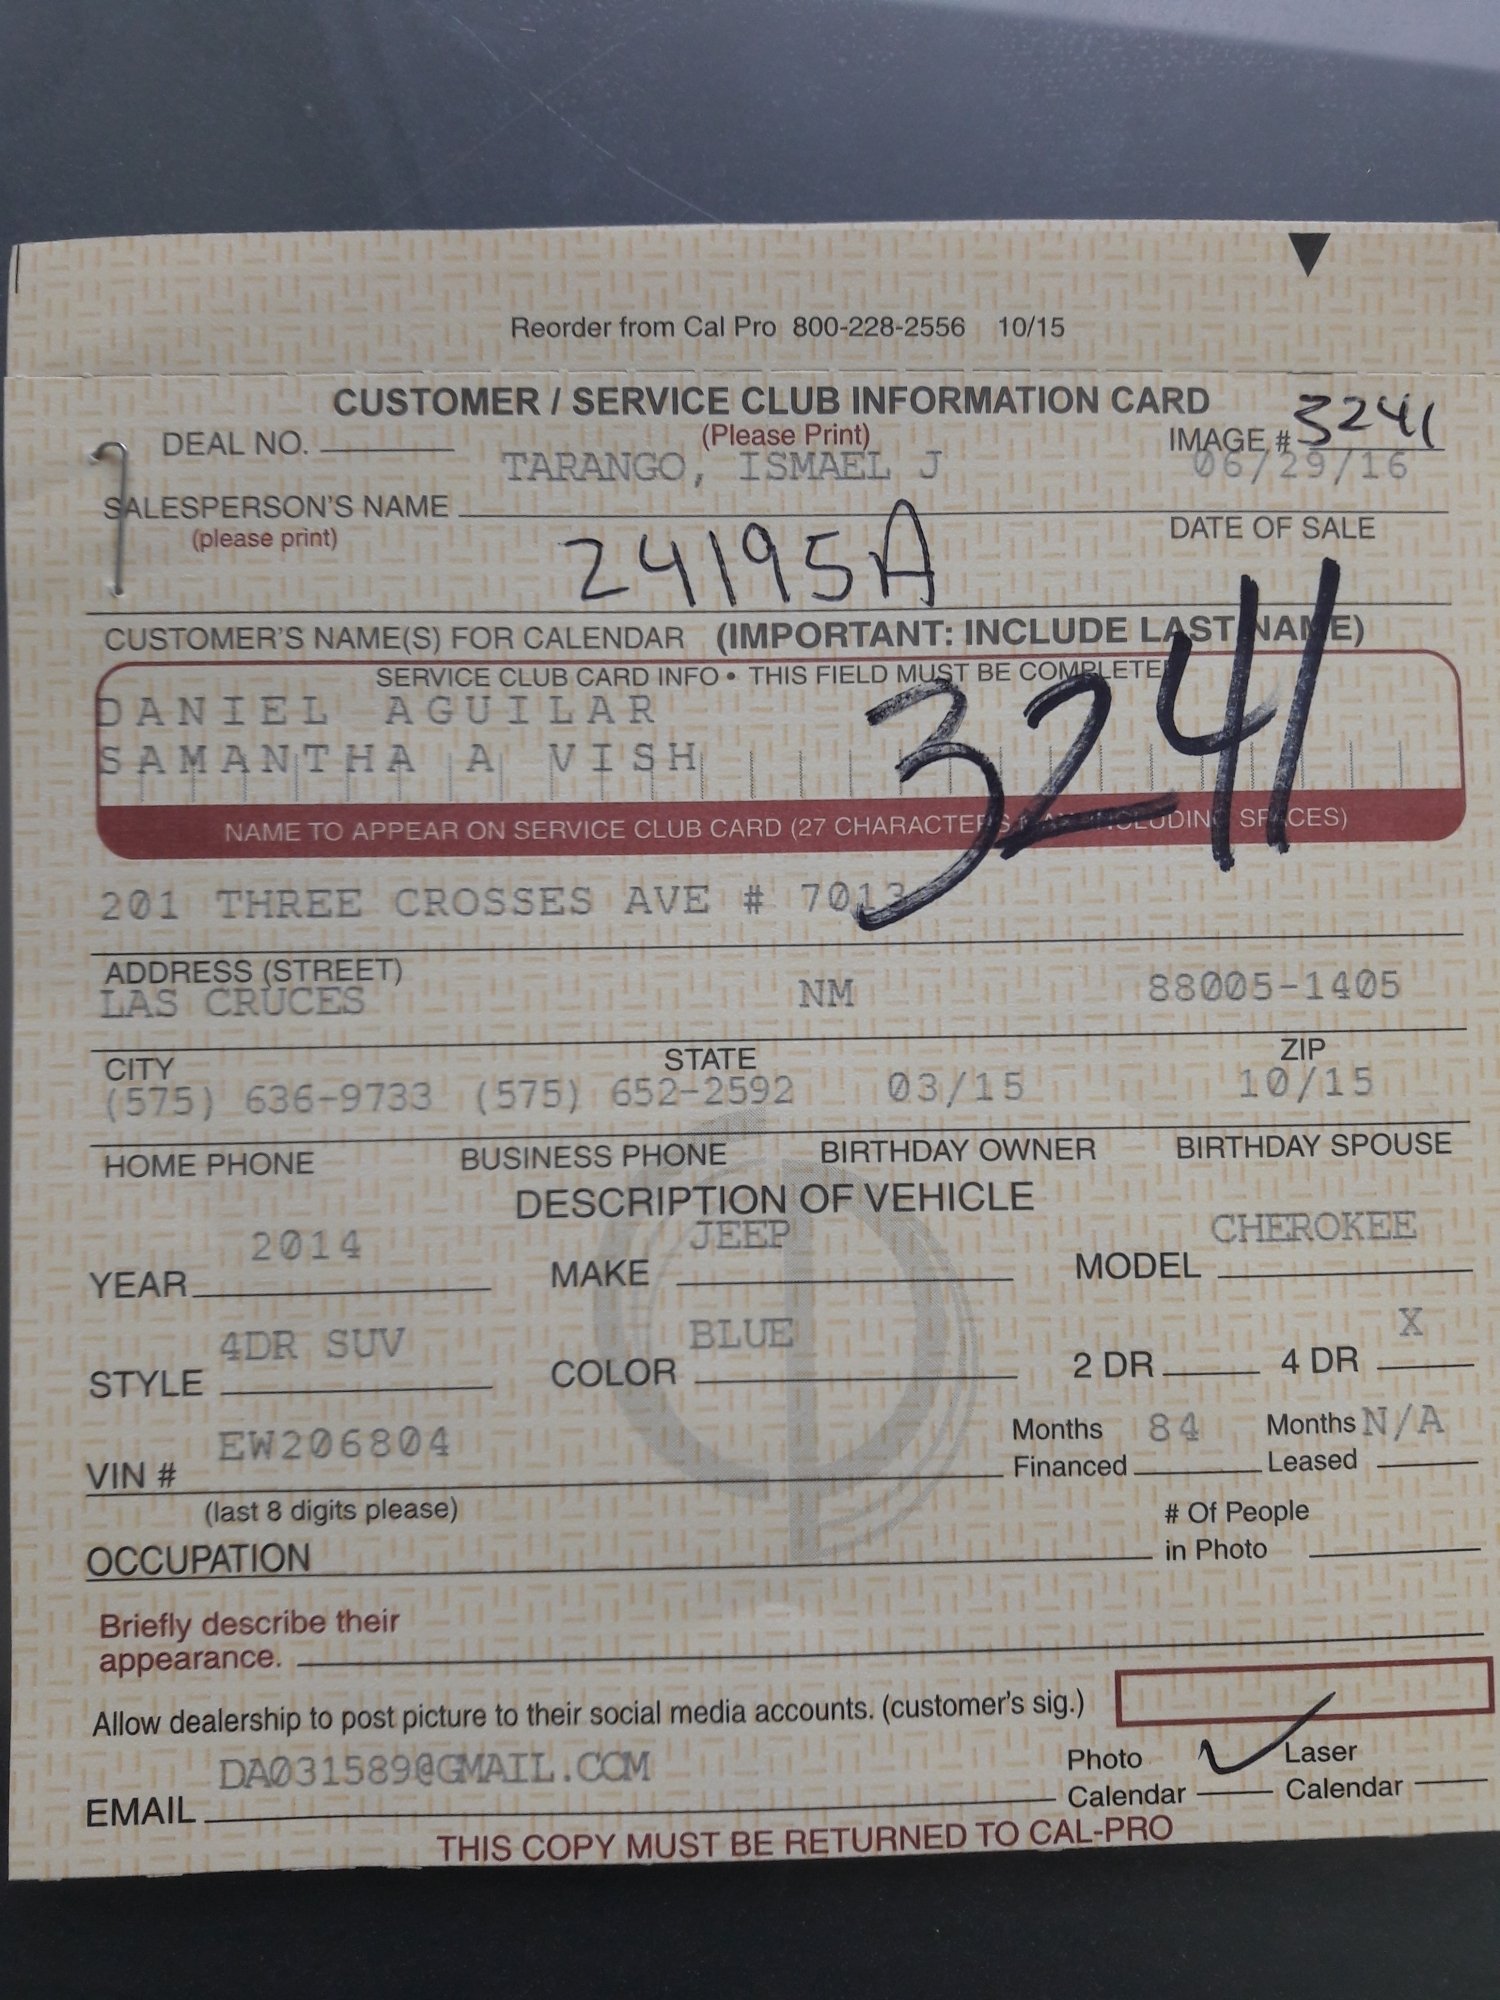 Reorder from Cal Pro 800-228-2556 10/15
CUSTOMER / SERVICE CLUB INFORMATION CARD
(Please Print)
DEAL NO. IMAGE # 3241
TARANGO, ISMAEL J 06/29/16
SALESPERSON'S NAME
(please print) DATE OF SALE
24195A
CUSTOMER'S NAME(S) FOR CALENDAR (IMPORTANT: INCLUDE LAST NAME)
SERVICE CLUB CARD INFO • THIS FIELD MUST BE COMPLETE
DANIEL AGUILAR
SAMANTHA A VISH
3241
NAME TO APPEAR ON SERVICE CLUB CARD (27 CHARACTERS MAX INCLUDING SPACES)
201 THREE CROSSES AVE # 7013
ADDRESS (STREET)
LAS CRUCES NM 88005-1405
CITY STATE ZIP
(575) 636-9733 (575) 652-2592 03/15 10/15
HOME PHONE BUSINESS PHONE BIRTHDAY OWNER BIRTHDAY SPOUSE
DESCRIPTION OF VEHICLE
YEAR 2014 MAKE JEEP MODEL CHEROKEE
STYLE 4DR SUV COLOR BLUE 2 DR 4 DR X
VIN # EW206804 Months Financed 84 Months Leased N/A
(last 8 digits please)
OCCUPATION # Of People in Photo
Briefly describe their
appearance.
Allow dealership to post picture to their social media accounts. (customer's sig.)
EMAIL DA031589@GMAIL.COM Photo Calendar ✓ Laser Calendar
THIS COPY MUST BE RETURNED TO CAL-PRO